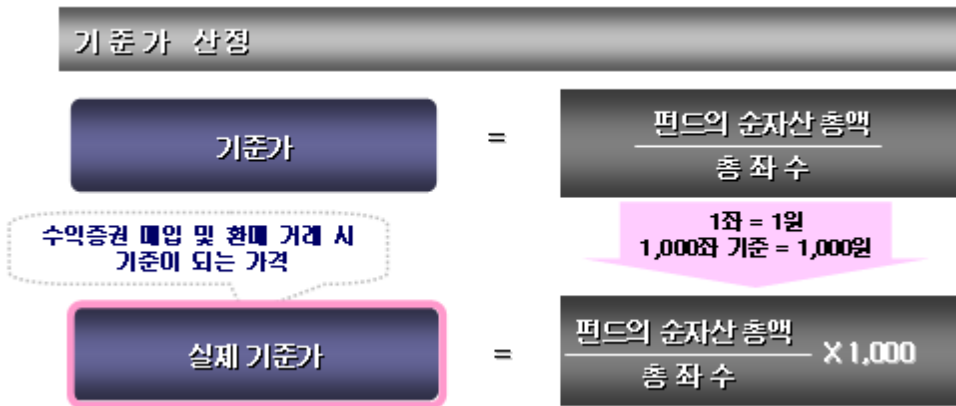 기준가 산정
기준가
=
펀드의 순자산 총액
총 좌 수
수익증권 매입 및 환매 거래 시
기준이 되는 가격
1좌 = 1원
1,000좌 기준 = 1,000원
실제 기준가
=
펀드의 순자산 총액
총 좌 수
X 1,000